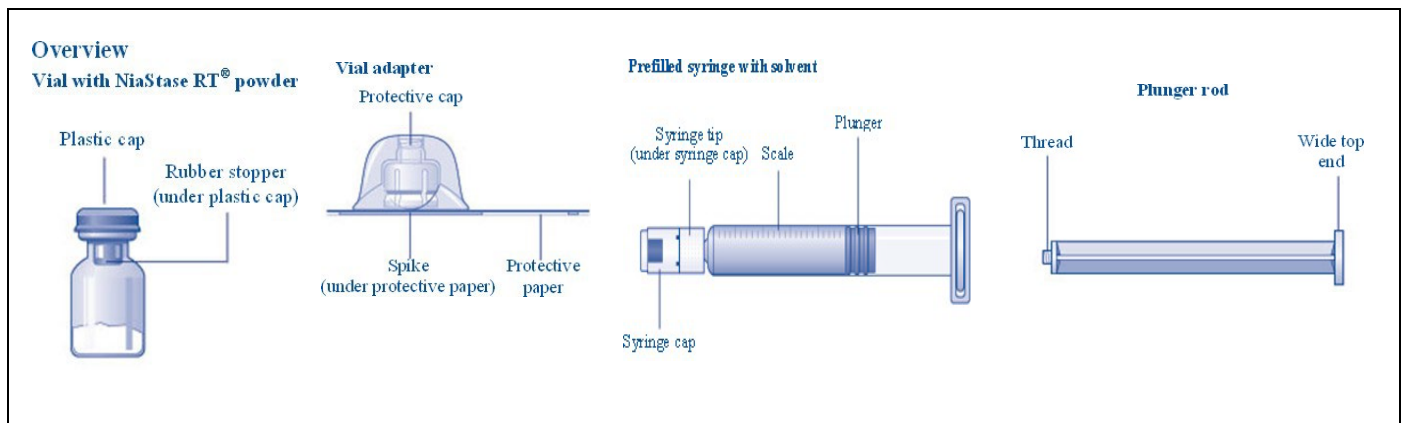 Overview
Vial with NiaStase RT® powder
Plastic cap
Rubber stopper
(under plastic cap)
Vial adapter
Protective cap
Spike
(under protective paper)
Protective
paper
Prefilled syringe with solvent
Syringe tip
(under syringe cap)
Scale
Plunger
Syringe cap
Plunger rod
Thread
Wide top
end